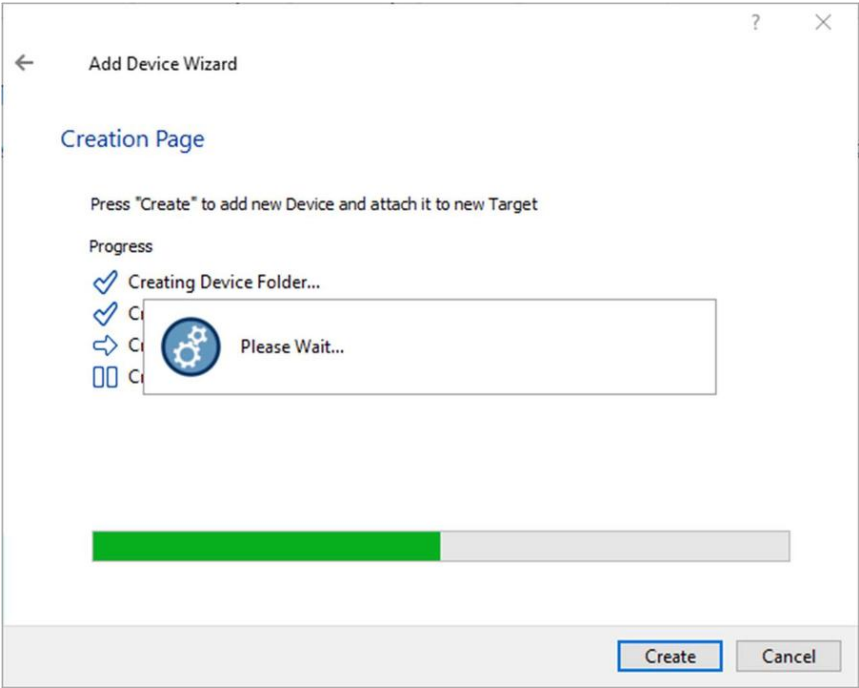 ?
Add Device Wizard
Creation Page
Press "Create" to add new Device and attach it to new Target
Progress
Creating Device Folder...
Please Wait...
Create
Cancel